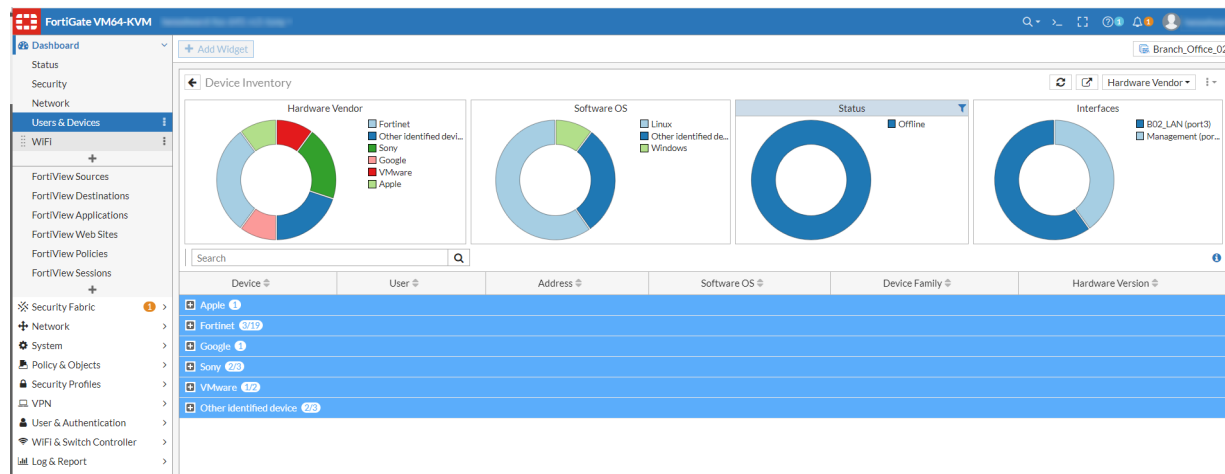 FortiGate VM64-KVM
1
1
Dashboard
Status
Security
Network
Users & Devices
WiFi
+
FortiView Sources
FortiView Destinations
FortiView Applications
FortiView Web Sites
FortiView Policies
FortiView Sessions
+
Security Fabric 1
Network
System
Policy & Objects
Security Profiles
VPN
User & Authentication
WiFi & Switch Controller
Log & Report
+ Add Widget
Branch_Office_02
Device Inventory
Hardware Vendor
Hardware Vendor
Fortinet
Other identified devi...
Sony
Google
VMware
Apple
Software OS
Linux
Other identified de...
Windows
Status
Offline
Interfaces
B02_LAN (port3)
Management (por...
Search
Device User Address Software OS Device Family Hardware Version
Apple 1
Fortinet 3/19
Google 1
Sony 2/3
VMware 1/2
Other identified device 2/3